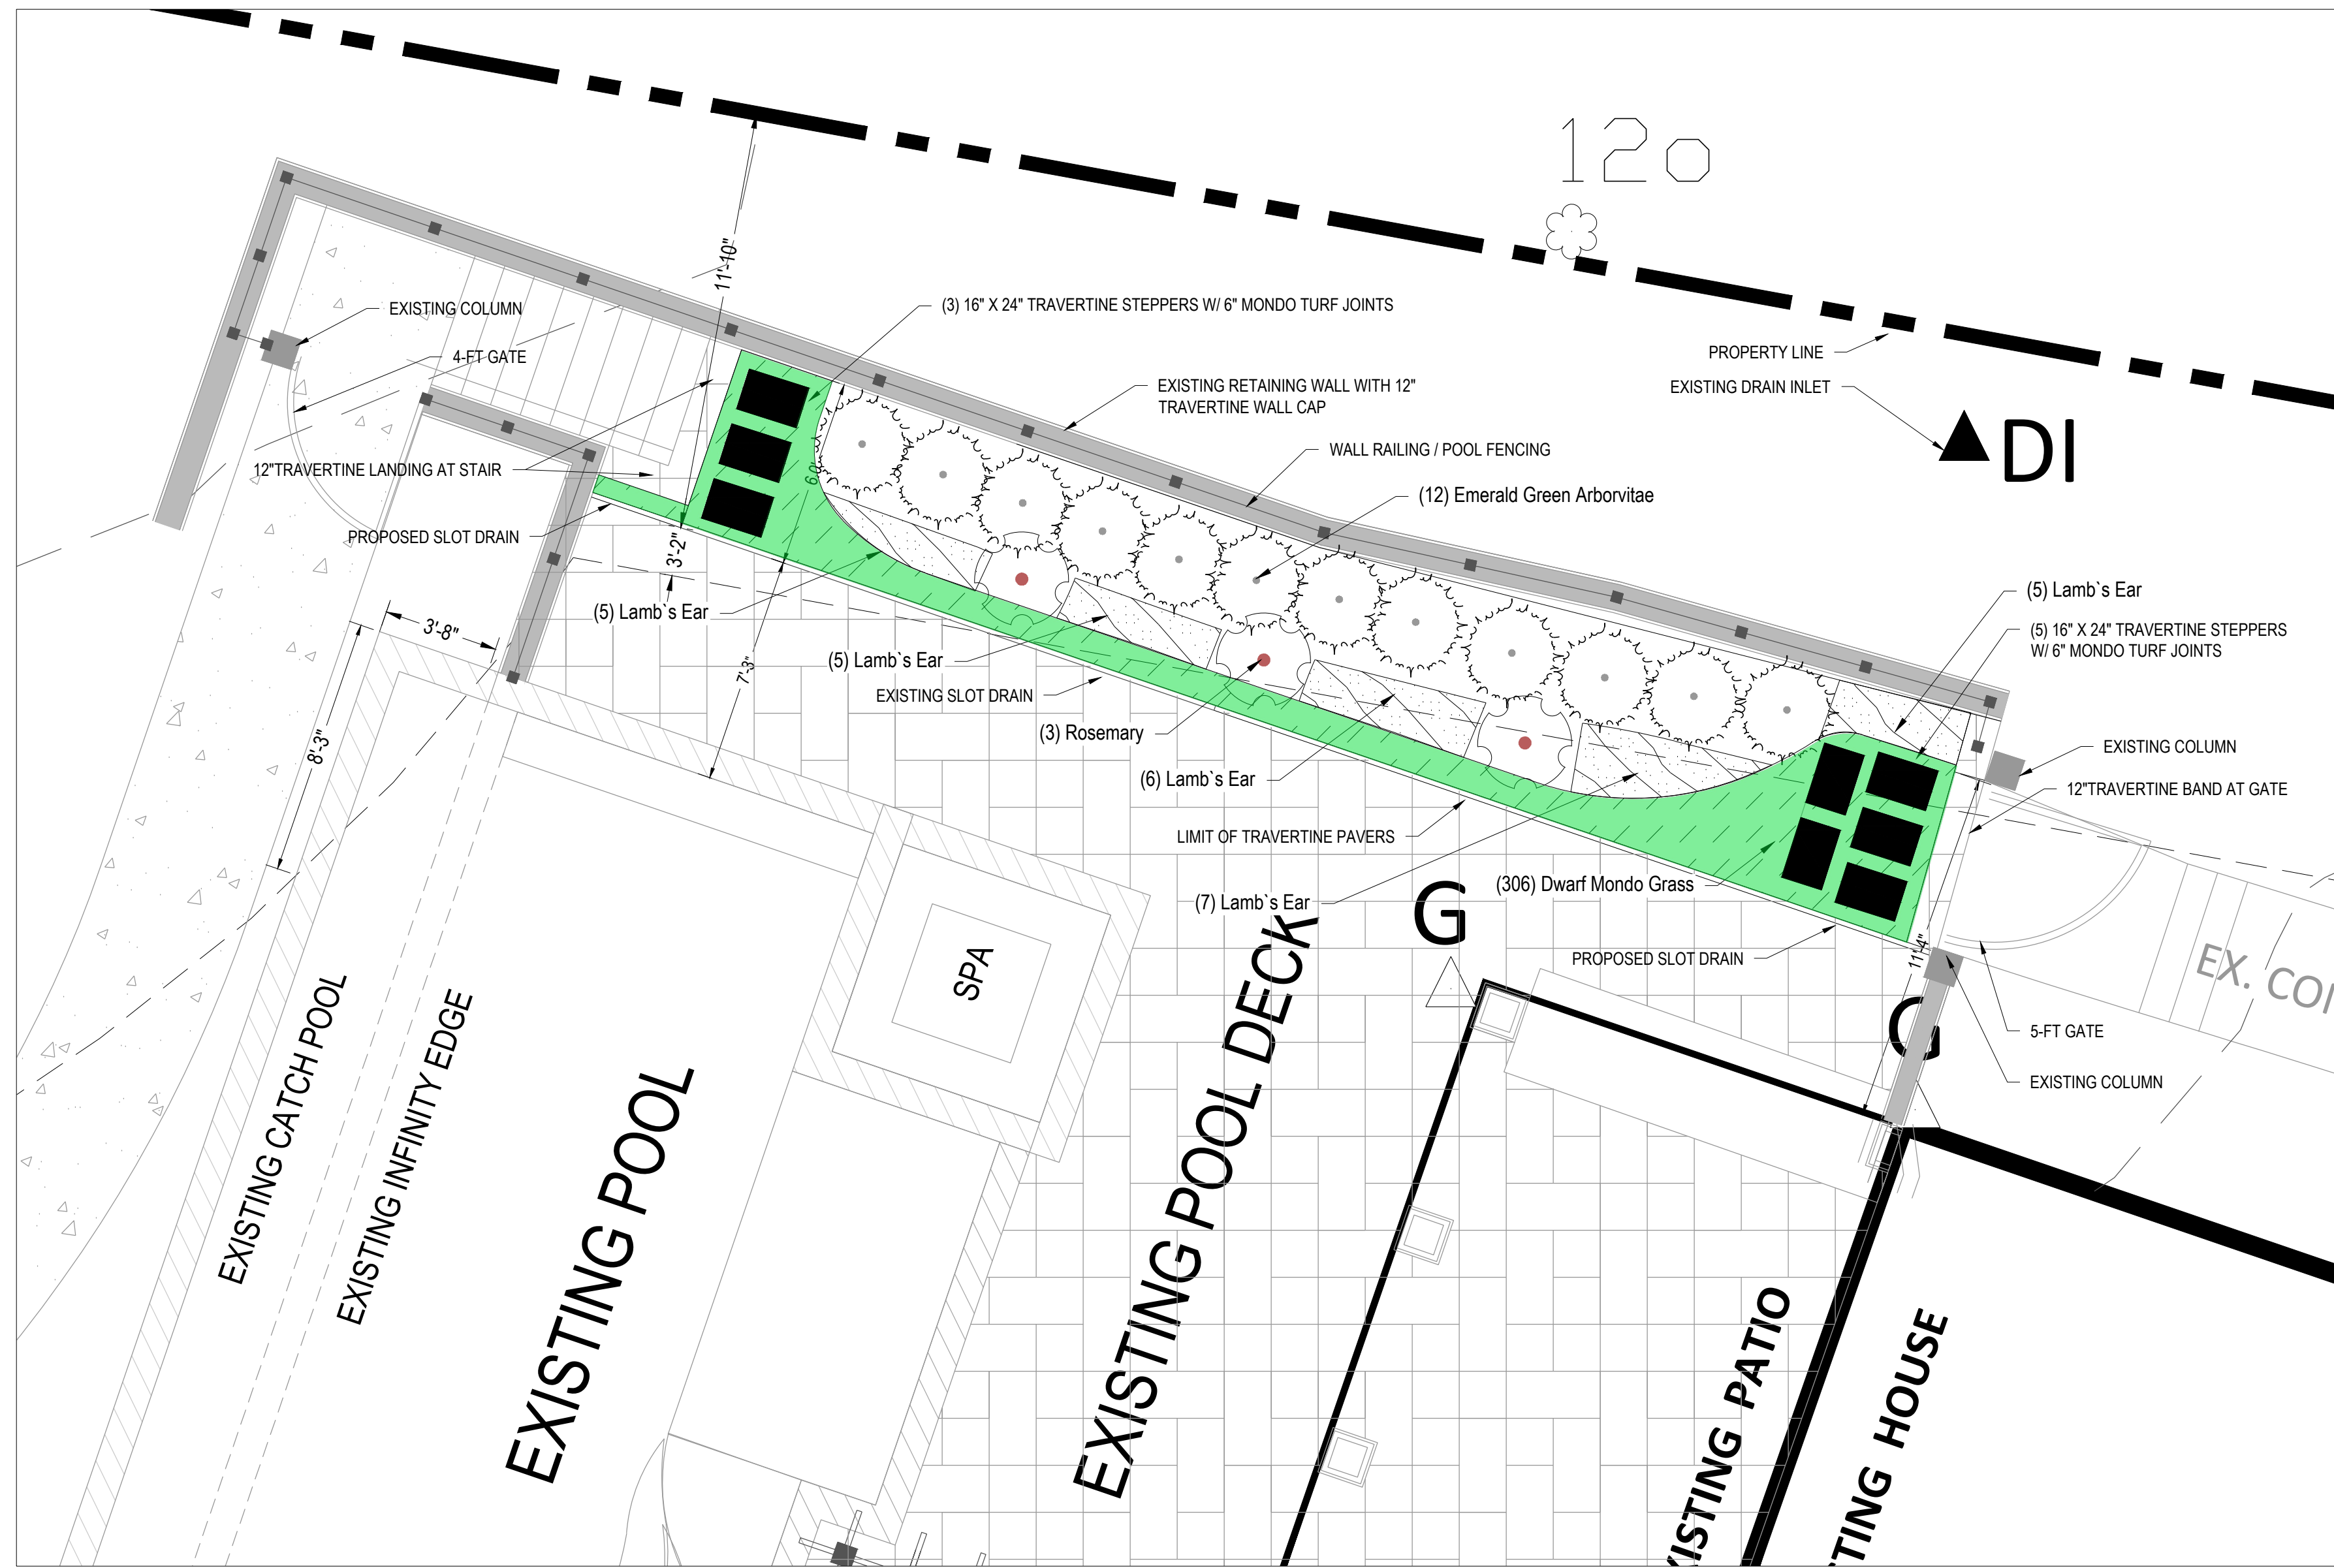 12o
11'-10"
EXISTING COLUMN
4-FT GATE
(3) 16" X 24" TRAVERTINE STEPPERS W/ 6" MONDO TURF JOINTS
PROPERTY LINE
EXISTING DRAIN INLET
DI
EXISTING RETAINING WALL WITH 12"
TRAVERTINE WALL CAP
WALL RAILING / POOL FENCING
12"TRAVERTINE LANDING AT STAIR
6'-0"
(12) Emerald Green Arborvitae
PROPOSED SLOT DRAIN
3'-2"
(5) Lamb`s Ear
(5) Lamb`s Ear
(5) 16" X 24" TRAVERTINE STEPPERS
W/ 6" MONDO TURF JOINTS
3'-8"
(5) Lamb`s Ear
7'-3"
EXISTING SLOT DRAIN
(3) Rosemary
8'-3"
(6) Lamb`s Ear
EXISTING COLUMN
12"TRAVERTINE BAND AT GATE
LIMIT OF TRAVERTINE PAVERS
(306) Dwarf Mondo Grass
(7) Lamb`s Ear
G
PROPOSED SLOT DRAIN
11'-4"
SPA
EX. CON
G
5-FT GATE
EXISTING COLUMN
EXISTING CATCH POOL
EXISTING INFINITY EDGE
EXISTING POOL
EXISTING POOL DECK
XISTING PATIO
TING HOUSE